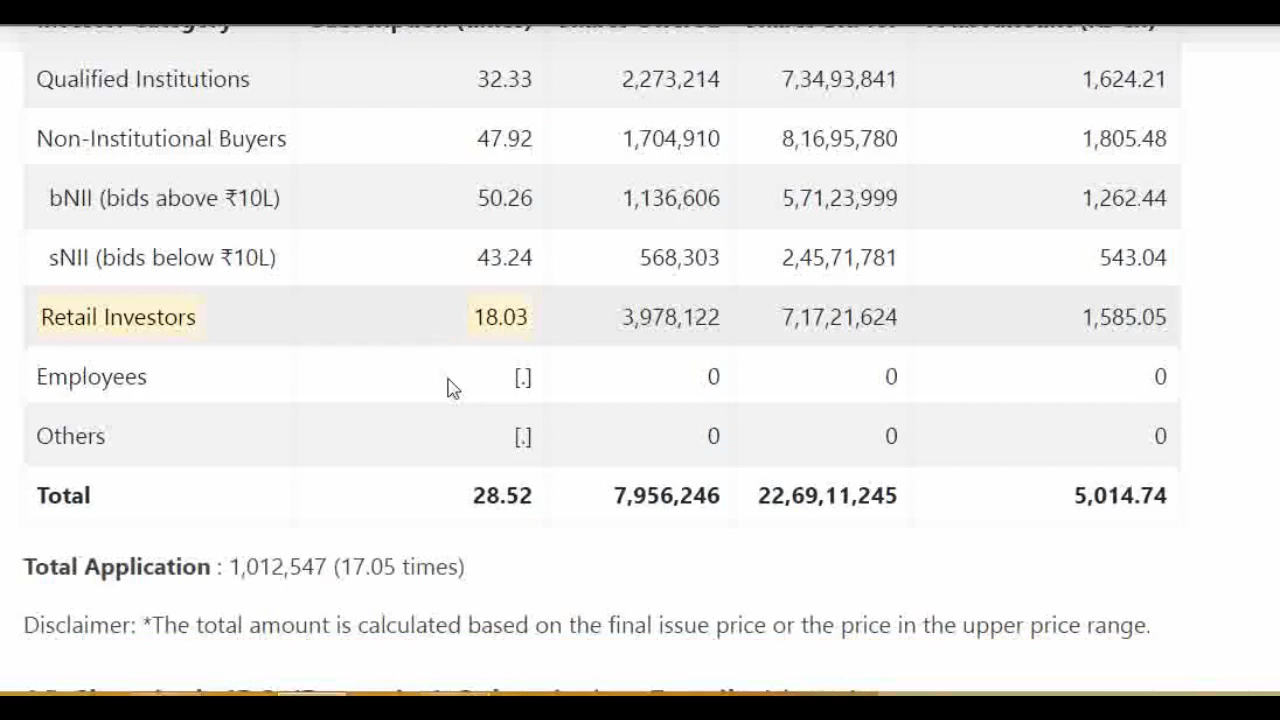 Qualified Institutions 32.33 2,273,214 7,34,93,841 1,624.21
Non-Institutional Buyers 47.92 1,704,910 8,16,95,780 1,805.48
bNII (bids above ₹10L) 50.26 1,136,606 5,71,23,999 1,262.44
sNII (bids below ₹10L) 43.24 568,303 2,45,71,781 543.04
Retail Investors 18.03 3,978,122 7,17,21,624 1,585.05
Employees [.] 0 0 0
Others [.] 0 0 0
Total 28.52 7,956,246 22,69,11,245 5,014.74
Total Application : 1,012,547 (17.05 times)
Disclaimer: *The total amount is calculated based on the final issue price or the price in the upper price range.